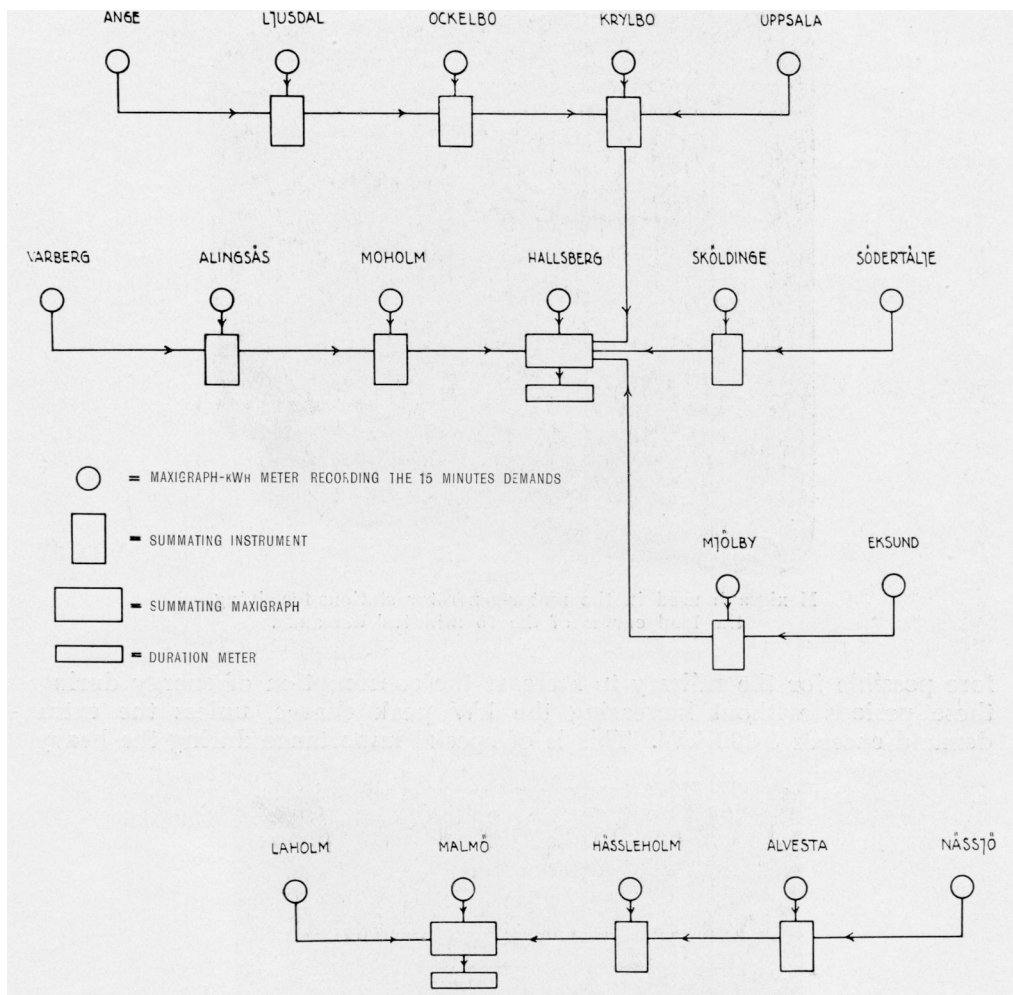 ANGE LJUSDAL OCKELBO KRYLBO UPPSALA
VARBERG ALINGSÅS MOHOLM HALLSBERG SKÖLDINGE SÖDERTÄLJE
= MAXIGRAPH-KWH METER RECORDING THE 15 MINUTES DEMANDS
= SUMMATING INSTRUMENT
MJÖLBY EKSUND
= SUMMATING MAXIGRAPH
= DURATION METER
LAHOLM MALMÖ HÄSSLEHOLM ALVESTA NÄSSJÖ